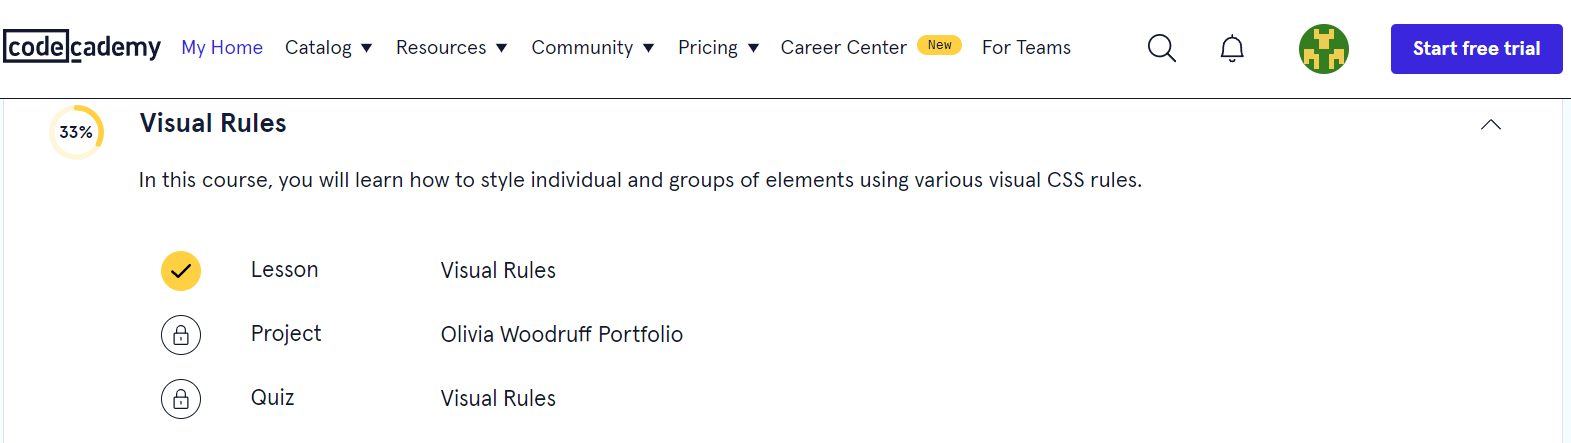 codecademy My Home Catalog Resources Community Pricing Career Center New For Teams Start free trial
33% Visual Rules
In this course, you will learn how to style individual and groups of elements using various visual CSS rules.
Lesson Visual Rules
Project Olivia Woodruff Portfolio
Quiz Visual Rules